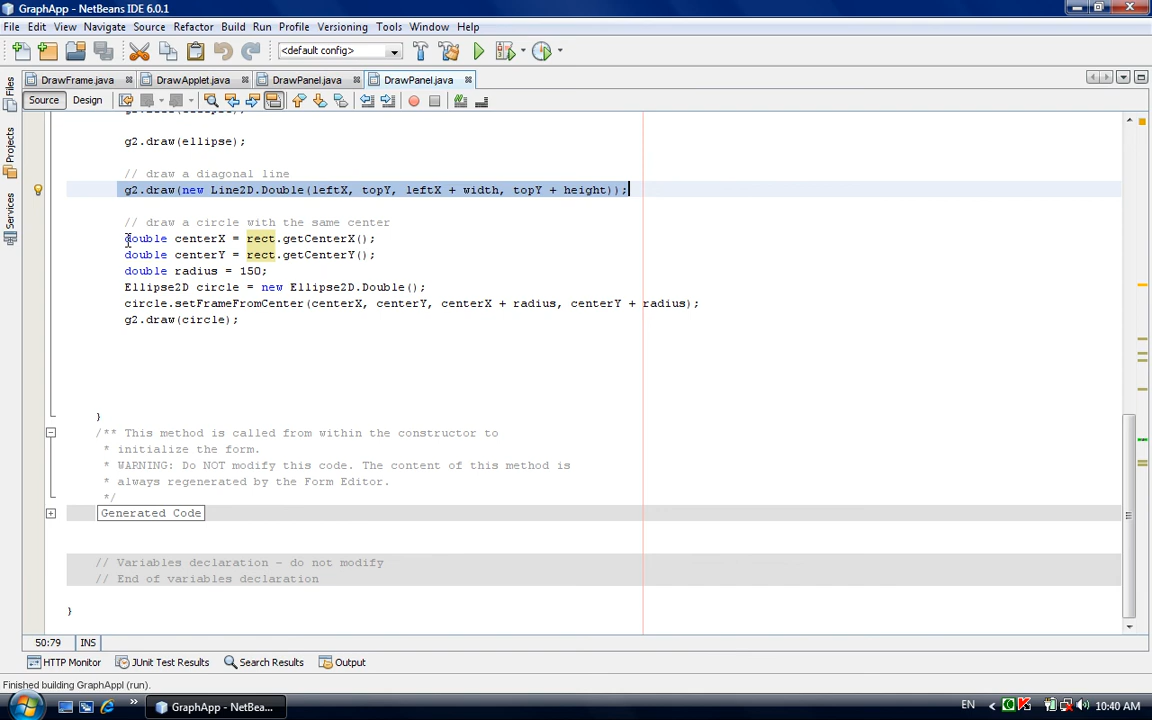 GraphApp - NetBeans IDE 6.0.1
File Edit View Navigate Source Refactor Build Run Profile Versioning Tools Window Help
<default config>
DrawFrame.java DrawApplet.java DrawPanel.java DrawPanel.java
Source Design
Files
Projects
Services
g2.draw(ellipse);
// draw a diagonal line
g2.draw(new Line2D.Double(leftX, topY, leftX + width, topY + height));
// draw a circle with the same center
double centerX = rect.getCenterX();
double centerY = rect.getCenterY();
double radius = 150;
Ellipse2D circle = new Ellipse2D.Double();
circle.setFrameFromCenter(centerX, centerY, centerX + radius, centerY + radius);
g2.draw(circle);
}
/** This method is called from within the constructor to
* initialize the form.
* WARNING: Do NOT modify this code. The content of this method is
* always regenerated by the Form Editor.
*/
Generated Code
// Variables declaration - do not modify
// End of variables declaration
}
50:79 INS
HTTP Monitor JUnit Test Results Search Results Output
Finished building GraphAppl (run).
GraphApp - NetBea... EN 10:40 AM